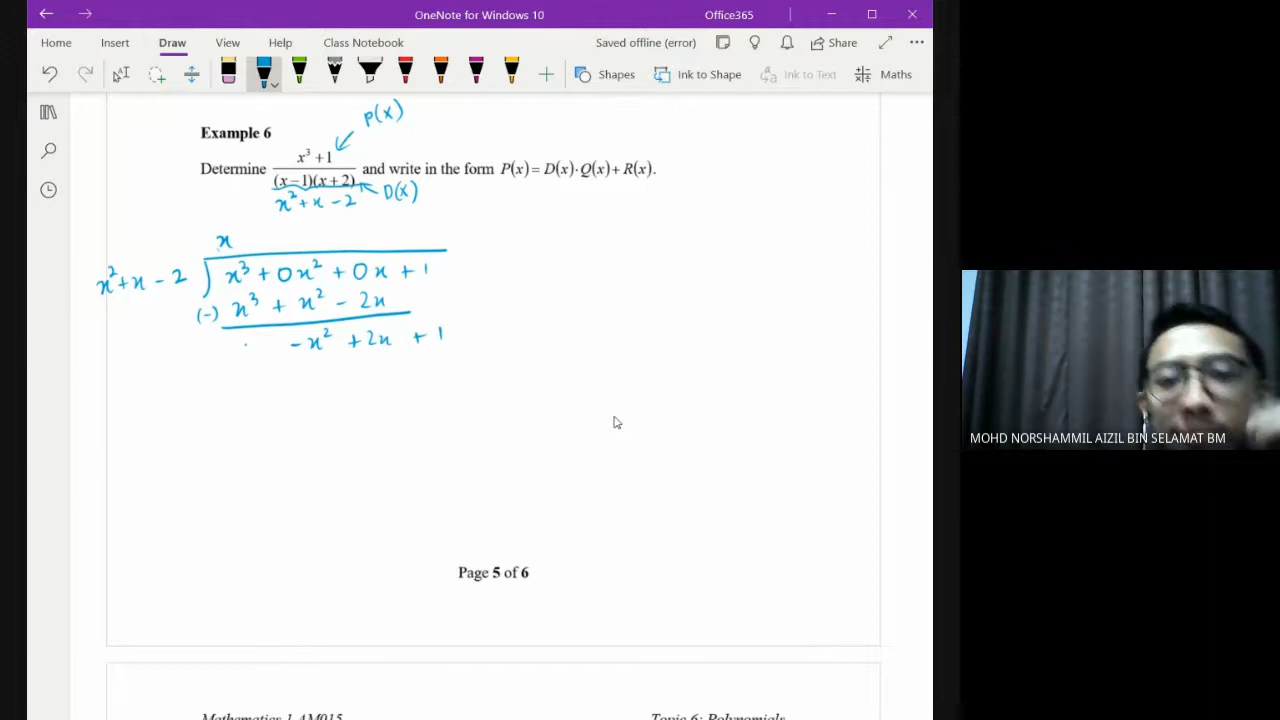 OneNote for Windows 10
Office365
Home Insert Draw View Help Class Notebook
Saved offline (error)
Share
Shapes
Ink to Shape
Ink to Text
Maths
p(x)
Example 6
Determine (x³ + 1)/((x − 1)(x + 2)) and write in the form P(x) = D(x)·Q(x) + R(x).
x² + x − 2
D(x)
x
x² + x − 2 ) x³ + 0x² + 0x + 1
(-) x³ + x² − 2x
− x² + 2x + 1
MOHD NORSHAMMIL AIZIL BIN SELAMAT BM
Page 5 of 6
Mathematics 1 AM015
Topic 6: Polynomials